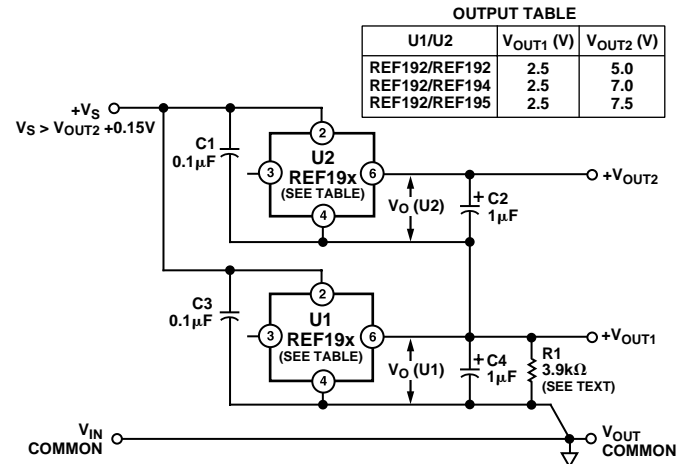 OUTPUT TABLE
U1/U2 VOUT1 (V) VOUT2 (V)
REF192/REF192 2.5 5.0
REF192/REF194 2.5 7.0
REF192/REF195 2.5 7.5
+VS
VS > VOUT2 +0.15V
C1
0.1µF
2
U2
3
REF19x
6
(SEE TABLE)
4
VO (U2)
+ C2
1µF
+VOUT2
C3
0.1µF
2
U1
3
REF19x
6
(SEE TABLE)
4
VO (U1)
+ C4
1µF
R1
3.9kΩ
(SEE TEXT)
+VOUT1
VIN
COMMON
VOUT
COMMON